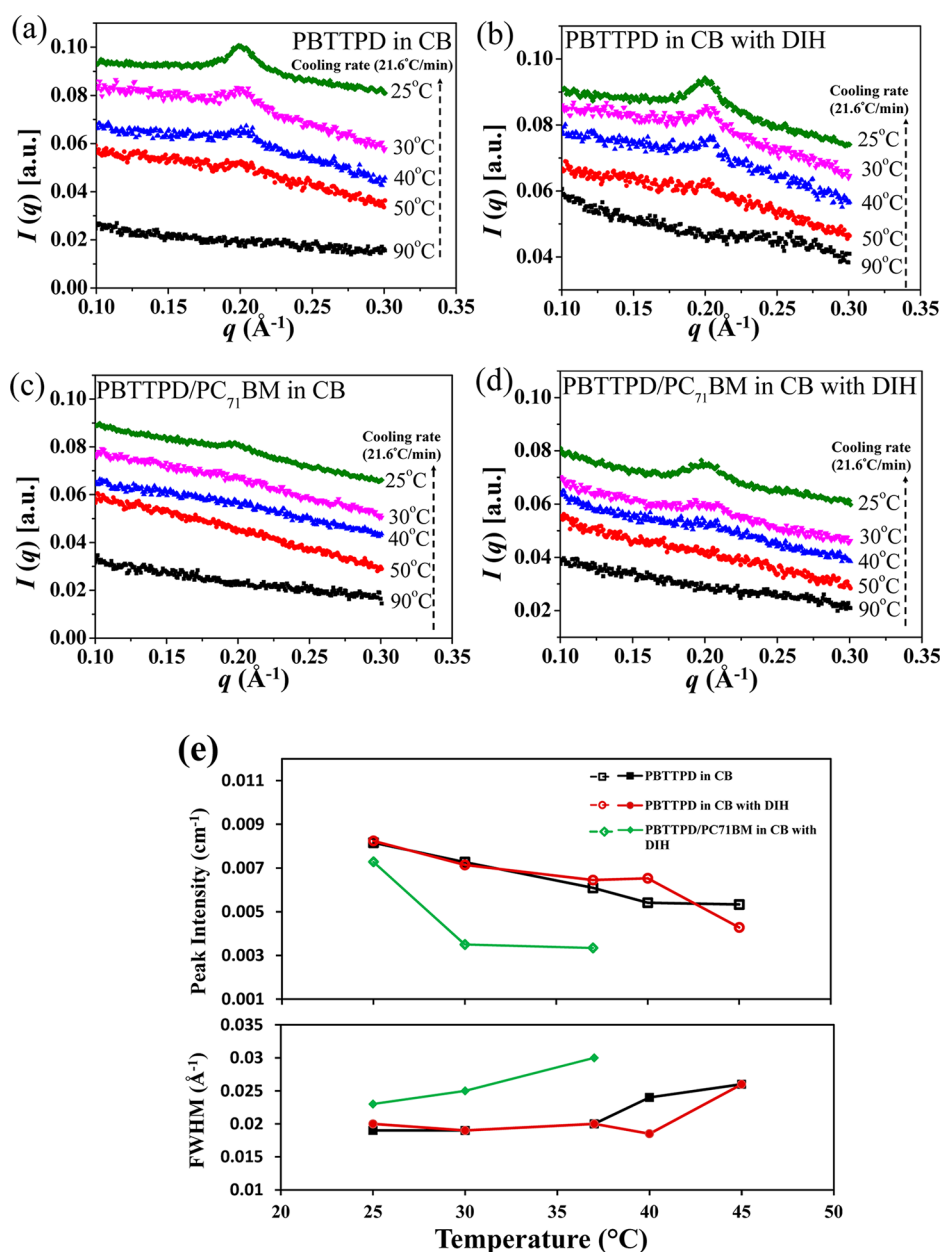 (a)
PBTTPD in CB
Cooling rate (21.6°C/min)
25°C
30°C
40°C
50°C
90°C
0.10
0.08
0.06
0.04
0.02
0.00
I (q) [a.u.]
0.10 0.15 0.20 0.25 0.30 0.35
q (Å-1)
(b)
PBTTPD in CB with DIH
Cooling rate
(21.6°C/min)
25°C
30°C
40°C
50°C
90°C
0.10
0.08
0.06
0.04
I (q) [a.u.]
0.10 0.15 0.20 0.25 0.30 0.35
q (Å-1)
(c)
PBTTPD/PC71BM in CB
Cooling rate
(21.6°C/min)
25°C
30°C
40°C
50°C
90°C
0.10
0.08
0.06
0.04
0.02
0.00
I (q) [a.u.]
0.10 0.15 0.20 0.25 0.30 0.35
q (Å-1)
(d)
PBTTPD/PC71BM in CB with DIH
Cooling rate
(21.6°C/min)
25°C
30°C
40°C
50°C
90°C
0.10
0.08
0.06
0.04
0.02
I (q) [a.u.]
0.10 0.15 0.20 0.25 0.30 0.35
q (Å-1)
(e)
PBTTPD in CB
PBTTPD in CB with DIH
PBTTPD/PC71BM in CB with
DIH
0.011
0.009
0.007
0.005
0.003
0.001
Peak Intensity (cm-1)
20 25 30 35 40 45 50
0.035
0.03
0.025
0.02
0.015
0.01
FWHM (Å-1)
20 25 30 35 40 45 50
Temperature (°C)